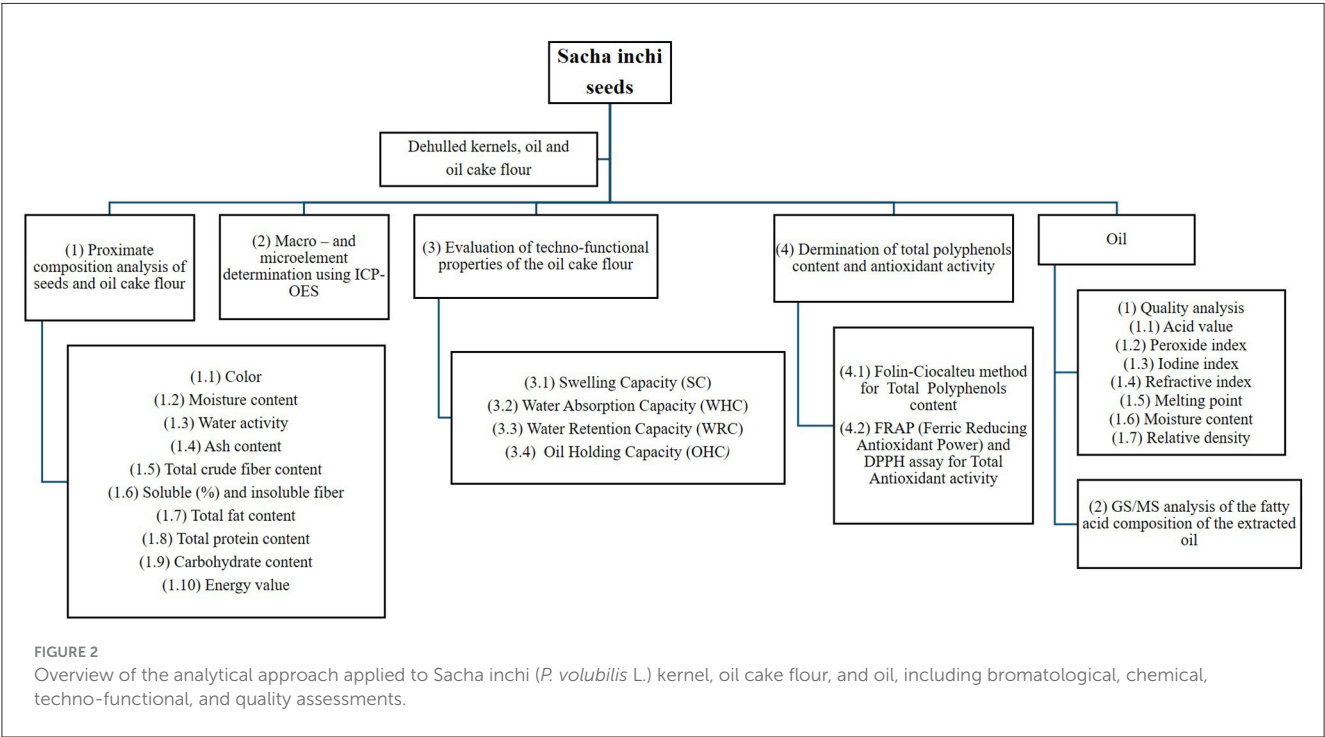 Sacha inchi
seeds
Dehulled kernels, oil and
oil cake flour
(1) Proximate
composition analysis of
seeds and oil cake flour
(2) Macro – and
microelement
determination using ICP-
OES
(3) Evaluation of techno-functional
properties of the oil cake flour
(4) Dermination of total polyphenols
content and antioxidant activity
Oil
(1.1) Color
(1.2) Moisture content
(1.3) Water activity
(1.4) Ash content
(1.5) Total crude fiber content
(1.6) Soluble (%) and insoluble fiber
(1.7) Total fat content
(1.8) Total protein content
(1.9) Carbohydrate content
(1.10) Energy value
(3.1) Swelling Capacity (SC)
(3.2) Water Absorption Capacity (WHC)
(3.3) Water Retention Capacity (WRC)
(3.4) Oil Holding Capacity (OHC)
(4.1) Folin-Ciocalteu method
for Total Polyphenols
content
(4.2) FRAP (Ferric Reducing
Antioxidant Power) and
DPPH assay for Total
Antioxidant activity
(1) Quality analysis
(1.1) Acid value
(1.2) Peroxide index
(1.3) Iodine index
(1.4) Refractive index
(1.5) Melting point
(1.6) Moisture content
(1.7) Relative density
(2) GS/MS analysis of the fatty
acid composition of the extracted
oil
FIGURE 2
Overview of the analytical approach applied to Sacha inchi (P. volubilis L.) kernel, oil cake flour, and oil, including bromatological, chemical,
techno-functional, and quality assessments.